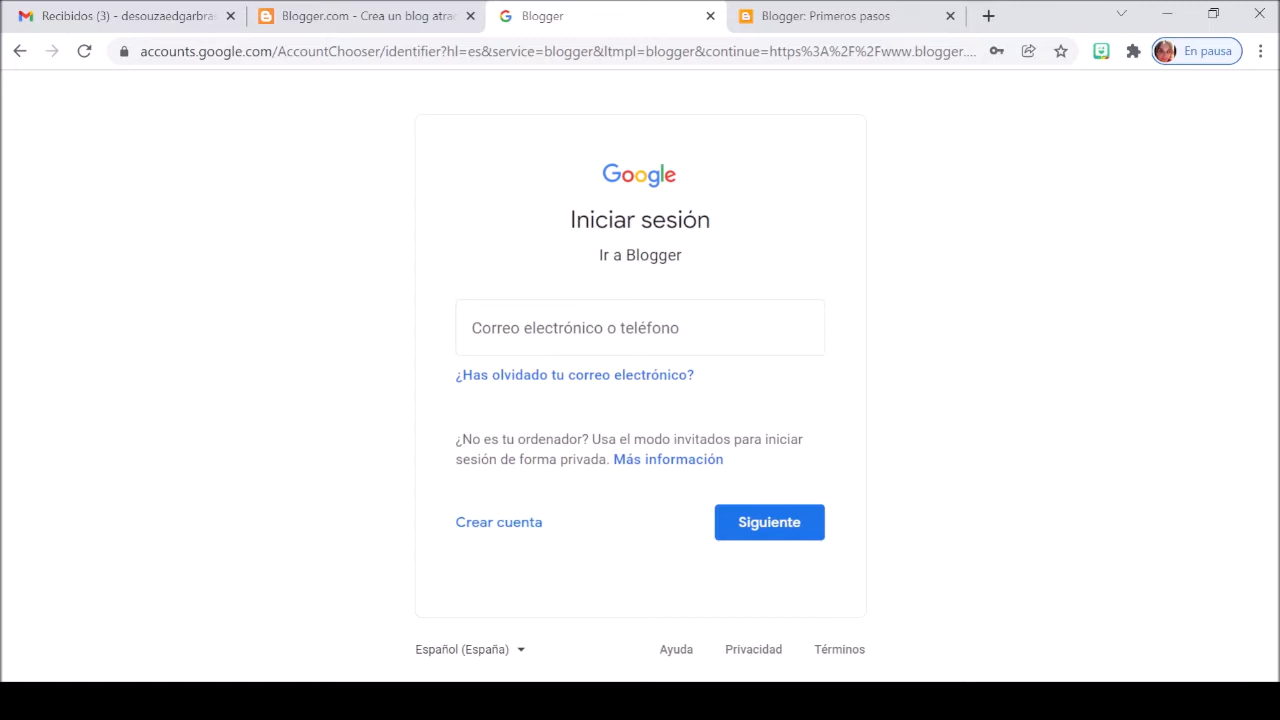 Recibidos (3) - desouzaedgarbras
Blogger.com - Crea un blog atrac
Blogger
Blogger: Primeros pasos
accounts.google.com/AccountChooser/identifier?hl=es&service=blogger&ltmpl=blogger&continue=https%3A%2F%2Fwww.blogger....
En pausa
Google
Iniciar sesión
Ir a Blogger
Correo electrónico o teléfono
¿Has olvidado tu correo electrónico?
¿No es tu ordenador? Usa el modo invitados para iniciar
sesión de forma privada. Más información
Crear cuenta
Siguiente
Español (España)
Ayuda
Privacidad
Términos